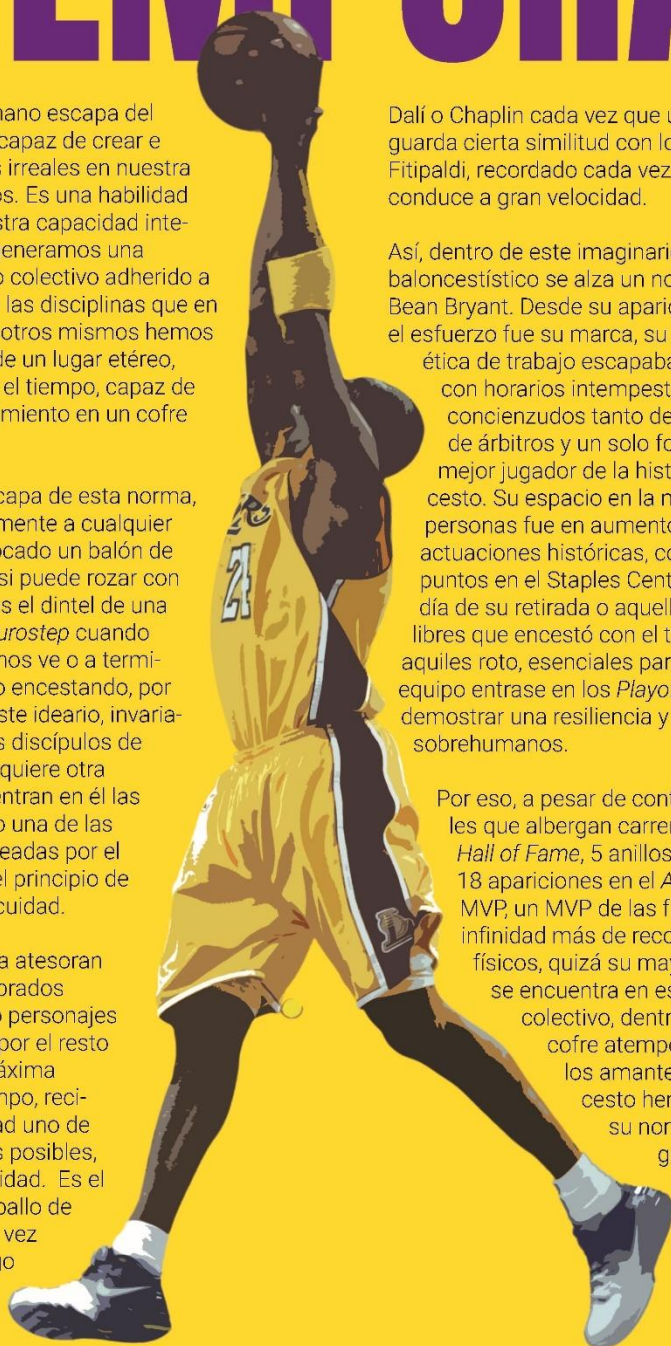 EMPORA
mano escapa del
capaz de crear e
s irreales en nuestra
os. Es una habilidad
stra capacidad inte-
eneramos una
o colectivo adherido a
las disciplinas que en
otros mismos hemos
de un lugar etéreo,
el tiempo, capaz de
miento en un cofre
capa de esta norma,
mente a cualquier
ocado un balón de
si puede rozar con
s el dintel de una
urostep cuando
nos ve o a termi-
o encestando, por
ste ideario, invaria-
s discípulos de
quiere otra
entran en él las
o una de las
eadas por el
el principio de
cuidad.
a atesoran
orados
o personajes
por el resto
áxima
mpo, reci-
ad uno de
s posibles,
idad. Es el
ballo de
vez
go
Dalí o Chaplin cada vez que u
guarda cierta similitud con lo
Fitipaldi, recordado cada vez
conduce a gran velocidad.
Así, dentro de este imaginari
baloncestístico se alza un no
Bean Bryant. Desde su aparic
el esfuerzo fue su marca, su
ética de trabajo escapaba
con horarios intempest
concienzudos tanto de
de árbitros y un solo fo
mejor jugador de la hist
cesto. Su espacio en la m
personas fue en aumento
actuaciones históricas, co
puntos en el Staples Cent
día de su retirada o aquell
libres que encestó con el t
aquiles roto, esenciales par
equipo entrase en los Playo
demostrar una resiliencia y
sobrehumanos.
Por eso, a pesar de cont
les que albergan carrer
Hall of Fame, 5 anillos
18 apariciones en el A
MVP, un MVP de las f
infinidad más de reco
físicos, quizá su may
se encuentra en es
colectivo, dentr
cofre atempe
los amante
cesto her
su nor
g
24